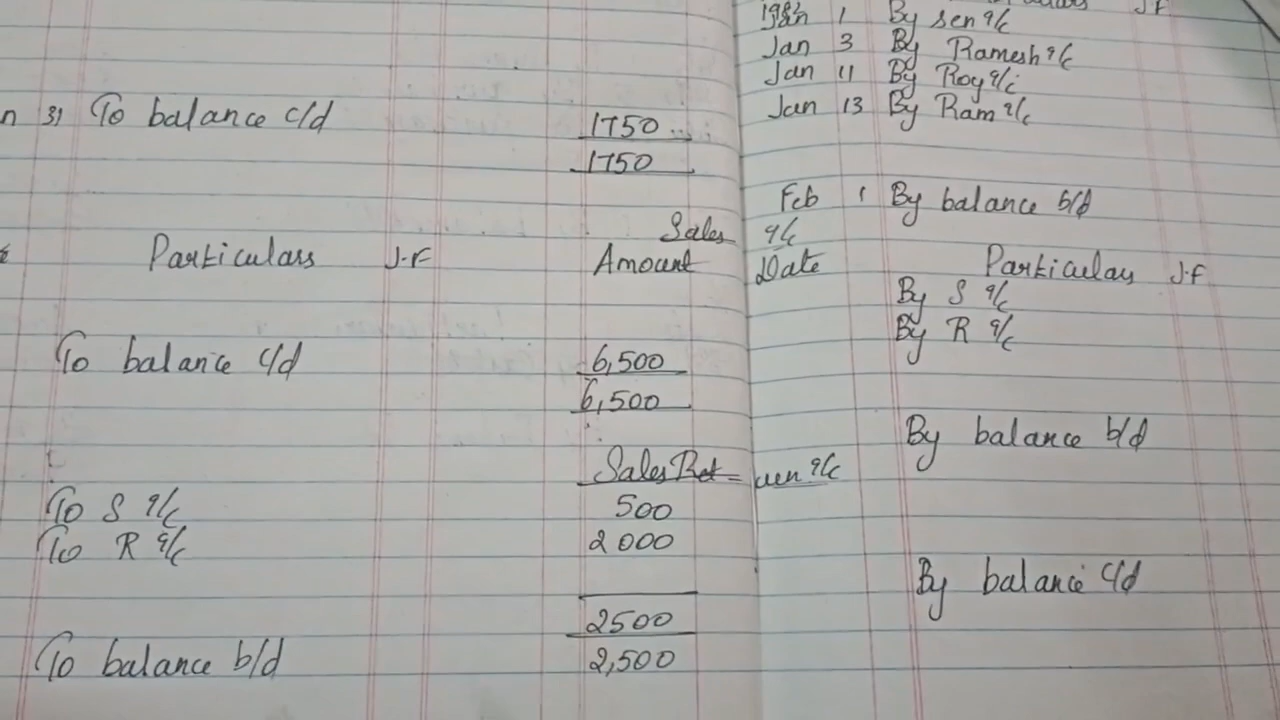 1982
Jan 1 By Sen a/c
Jan 3 By Ramesh a/c
Jan 11 By Roy a/c
Jan 13 By Ram a/c
n 31 To balance c/d 1750
1750
Feb 1 By balance b/d
Sales a/c
Particulars J.F Amount Date Particulars J.F
By S a/c
By R a/c
To balance c/d 6,500
6,500
By balance b/d
Sales Return a/c
To S a/c 500
To R a/c 2000
By balance c/d
2500
To balance b/d 2,500